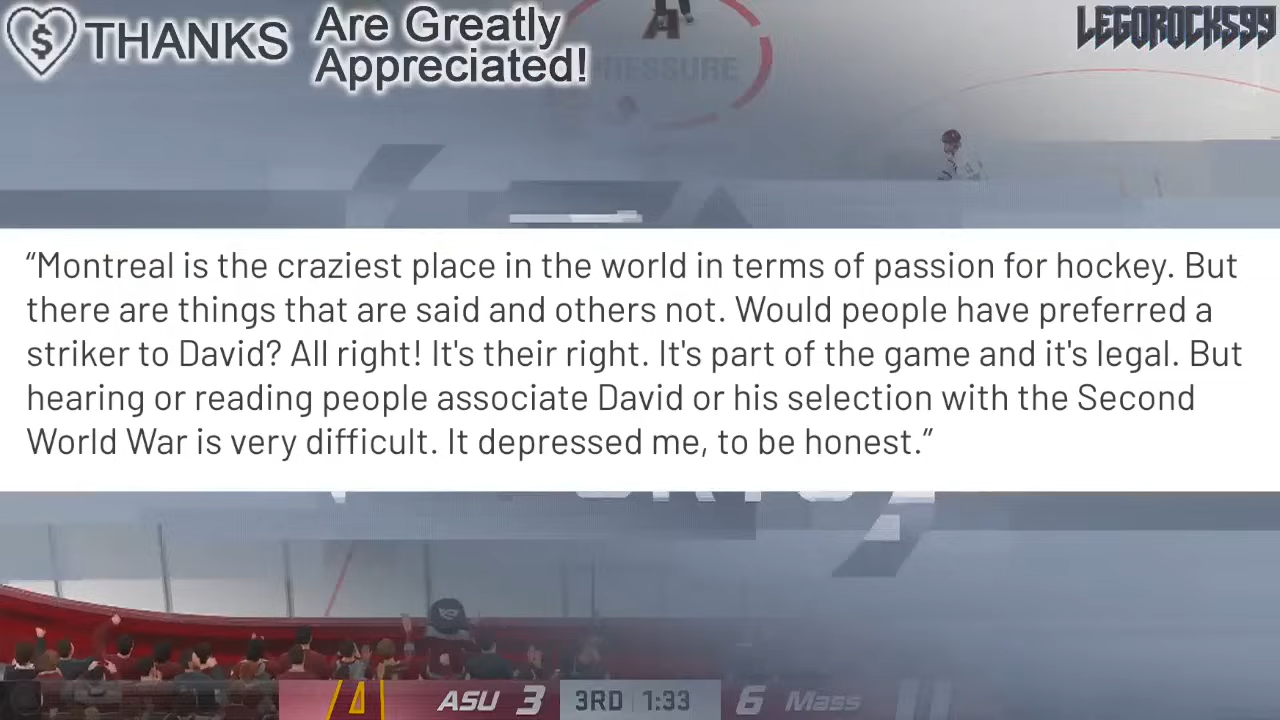 $ THANKS
Are Greatly
Appreciated!
LEGOROCKS99
“Montreal is the craziest place in the world in terms of passion for hockey. But
there are things that are said and others not. Would people have preferred a
striker to David? All right! It's their right. It's part of the game and it's legal. But
hearing or reading people associate David or his selection with the Second
World War is very difficult. It depressed me, to be honest.”
ASU 3 3RD 1:33 6 Mass